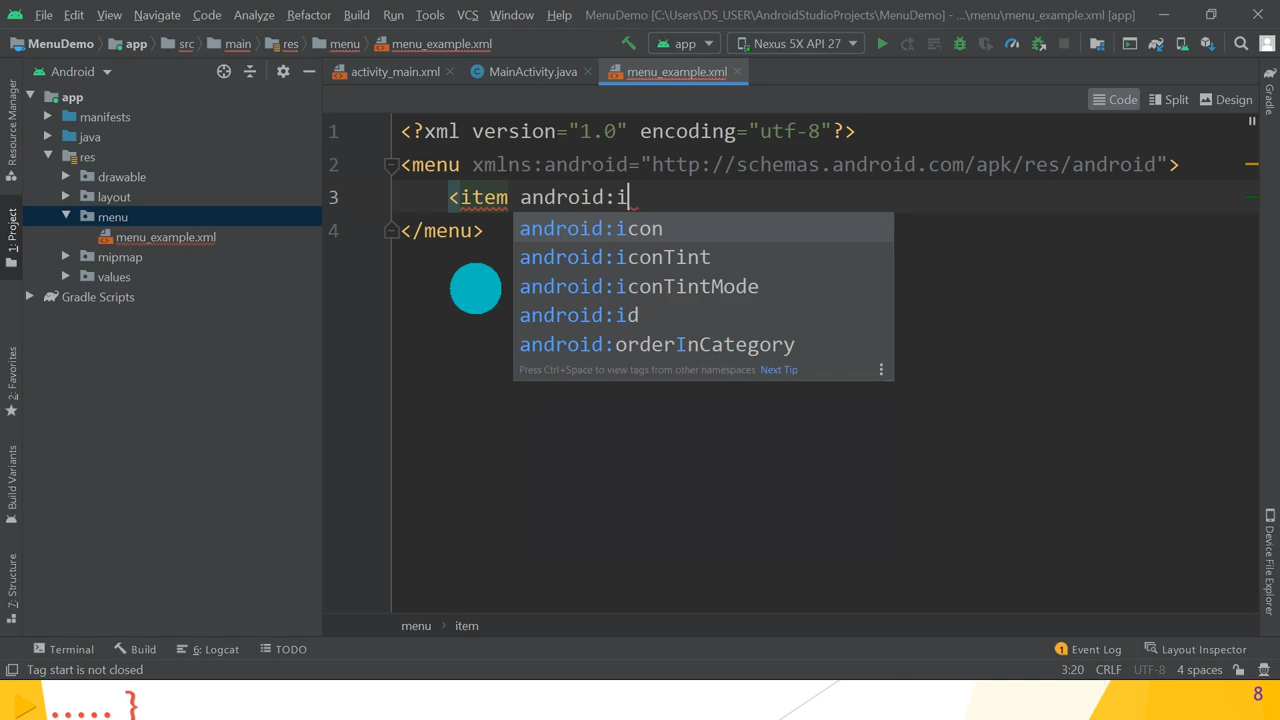 File Edit View Navigate Code Analyze Refactor Build Run Tools VCS Window Help MenuDemo [C:\Users\DS_USER\AndroidStudioProjects\MenuDemo] - ...\menu\menu_example.xml [app]
MenuDemo app src main res menu menu_example.xml app Nexus 5X API 27
Android activity_main.xml MainActivity.java menu_example.xml
Code Split Design
Resource Manager
1: Project
2: Favorites
Build Variants
7: Structure
app
manifests
java
res
drawable
layout
menu
menu_example.xml
mipmap
values
Gradle Scripts
1 <?xml version="1.0" encoding="utf-8"?>
2 <menu xmlns:android="http://schemas.android.com/apk/res/android">
3 <item android:i
4 </menu>
android:icon
android:iconTint
android:iconTintMode
android:id
android:orderInCategory
Press Ctrl+Space to view tags from other namespaces Next Tip
Gradle
Device File Explorer
menu item
Terminal Build 6: Logcat TODO 1 Event Log Layout Inspector
Tag start is not closed 3:20 CRLF UTF-8 4 spaces
..... }
8